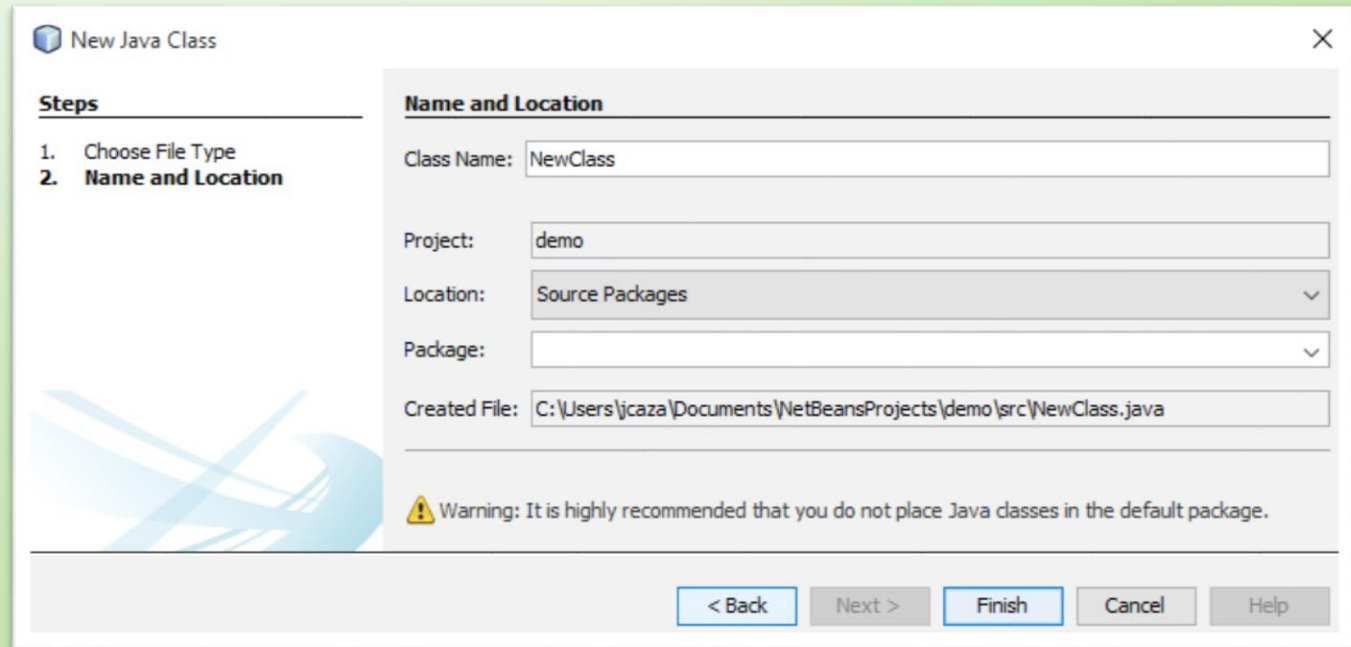 New Java Class
Steps
1. Choose File Type
2. Name and Location
Name and Location
Class Name: NewClass
Project: demo
Location: Source Packages
Package:
Created File: C:\Users\jcaza\Documents\NetBeansProjects\demo\src\NewClass.java
Warning: It is highly recommended that you do not place Java classes in the default package.
< Back Next > Finish Cancel Help